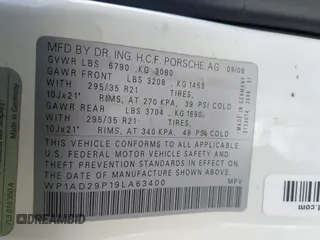 MFD BY DR. ING. H.C.F. PORSCHE AG 09/08
GVWR LBS 6790 ,KG 3080
GAWR FRONT LBS 3208 ,KG 1455
WITH 295/35 R21 TIRES,
10Jx21" RIMS, AT 270 KPA, 39 PSI COLD
GAWR REAR LBS 3704 ,KG 1680
WITH 295/35 R21 TIRES,
10Jx21" RIMS, AT 340 KPA, 49 PSI COLD
THIS VEHICLE CONFORMS TO ALL APPLICABLE
U.S. FEDERAL MOTOR VEHICLE SAFETY, BUMPER AND
THEFT PREVENTION STANDARDS IN EFFECT ON THE
DATE OF MANUFACTURE SHOWN ABOVE
WP1AD29P19LA63400 MPV